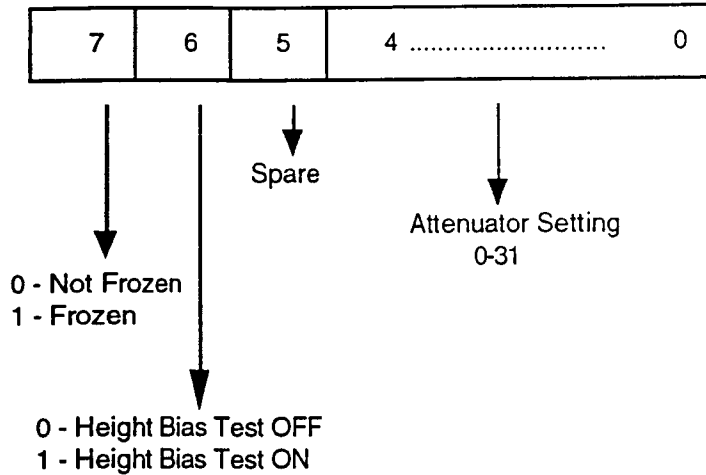 7 6 5 4 ............................ 0
Spare
Attenuator Setting
0-31
0 - Not Frozen
1 - Frozen
0 - Height Bias Test OFF
1 - Height Bias Test ON